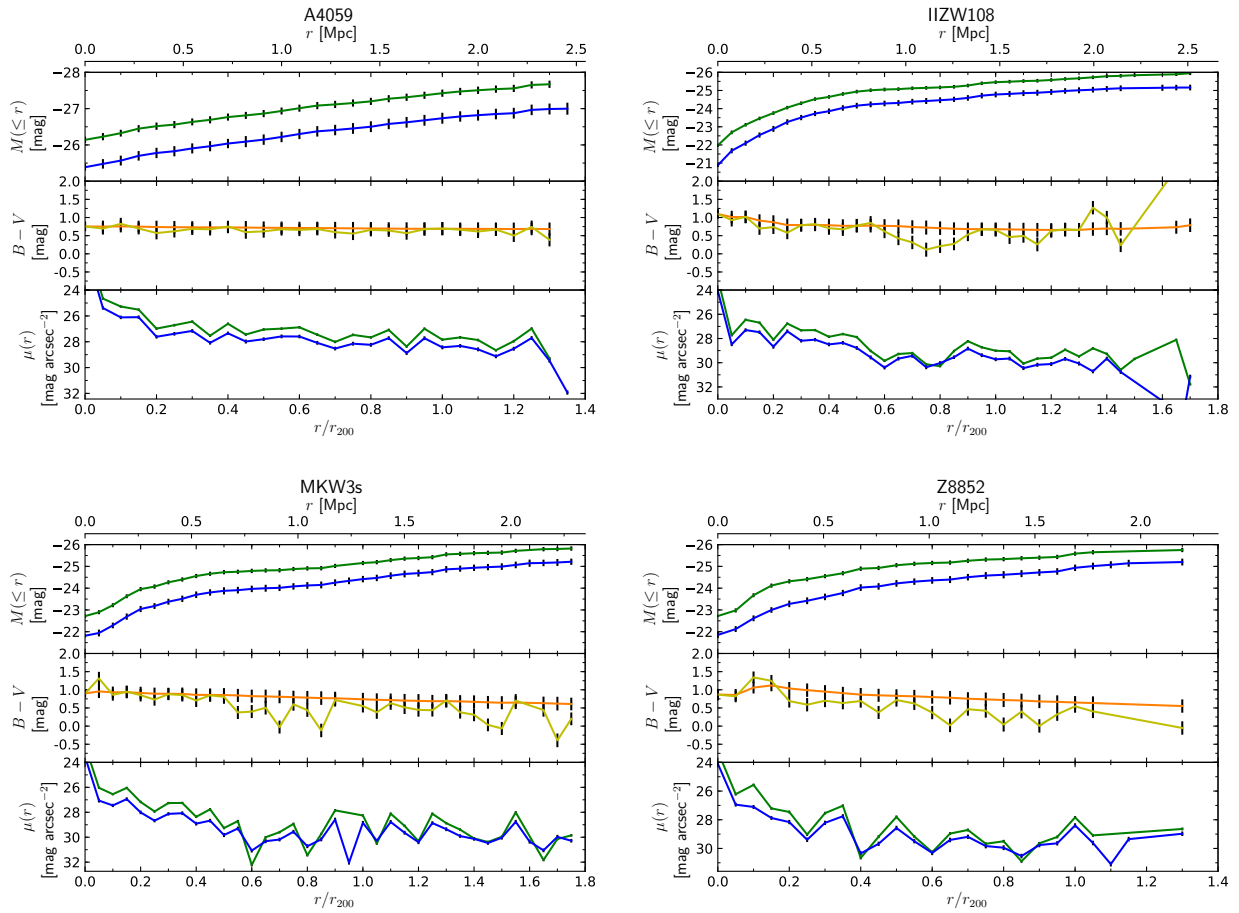 A4059
r [Mpc]
0.0 0.5 1.0 1.5 2.0 2.5
−28
−27
−26
M(≤ r)
[mag]
2.0
1.5
1.0
0.5
0.0
−0.5
B − V
[mag]
24
26
28
30
32
μ(r)
[mag arcsec⁻²]
0.0 0.2 0.4 0.6 0.8 1.0 1.2 1.4
r/r₂₀₀
IIZW108
r [Mpc]
0.0 0.5 1.0 1.5 2.0 2.5
−26
−25
−24
−23
−22
−21
M(≤ r)
[mag]
2.0
1.5
1.0
0.5
0.0
−0.5
B − V
[mag]
24
26
28
30
32
μ(r)
[mag arcsec⁻²]
0.0 0.2 0.4 0.6 0.8 1.0 1.2 1.4 1.6 1.8
r/r₂₀₀
MKW3s
r [Mpc]
0.0 0.5 1.0 1.5 2.0
−26
−25
−24
−23
−22
M(≤ r)
[mag]
2.0
1.5
1.0
0.5
0.0
−0.5
B − V
[mag]
24
26
28
30
32
μ(r)
[mag arcsec⁻²]
0.0 0.2 0.4 0.6 0.8 1.0 1.2 1.4 1.6 1.8
r/r₂₀₀
Z8852
r [Mpc]
0.0 0.5 1.0 1.5 2.0
−26
−25
−24
−23
−22
M(≤ r)
[mag]
2.0
1.5
1.0
0.5
0.0
−0.5
B − V
[mag]
24
26
28
30
μ(r)
[mag arcsec⁻²]
0.0 0.2 0.4 0.6 0.8 1.0 1.2 1.4
r/r₂₀₀